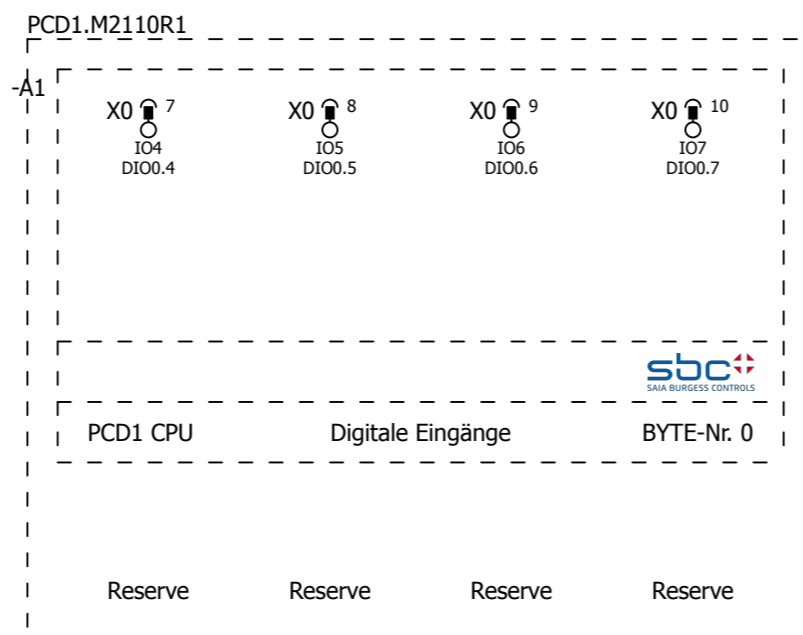 PCD1.M2110R1
-A1
X0 7 X0 8 X0 9 X0 10
IO4 IO5 IO6 IO7
DIO0.4 DIO0.5 DIO0.6 DIO0.7
sbc
SAIA BURGESS CONTROLS
PCD1 CPU Digitale Eingänge BYTE-Nr. 0
Reserve Reserve Reserve Reserve